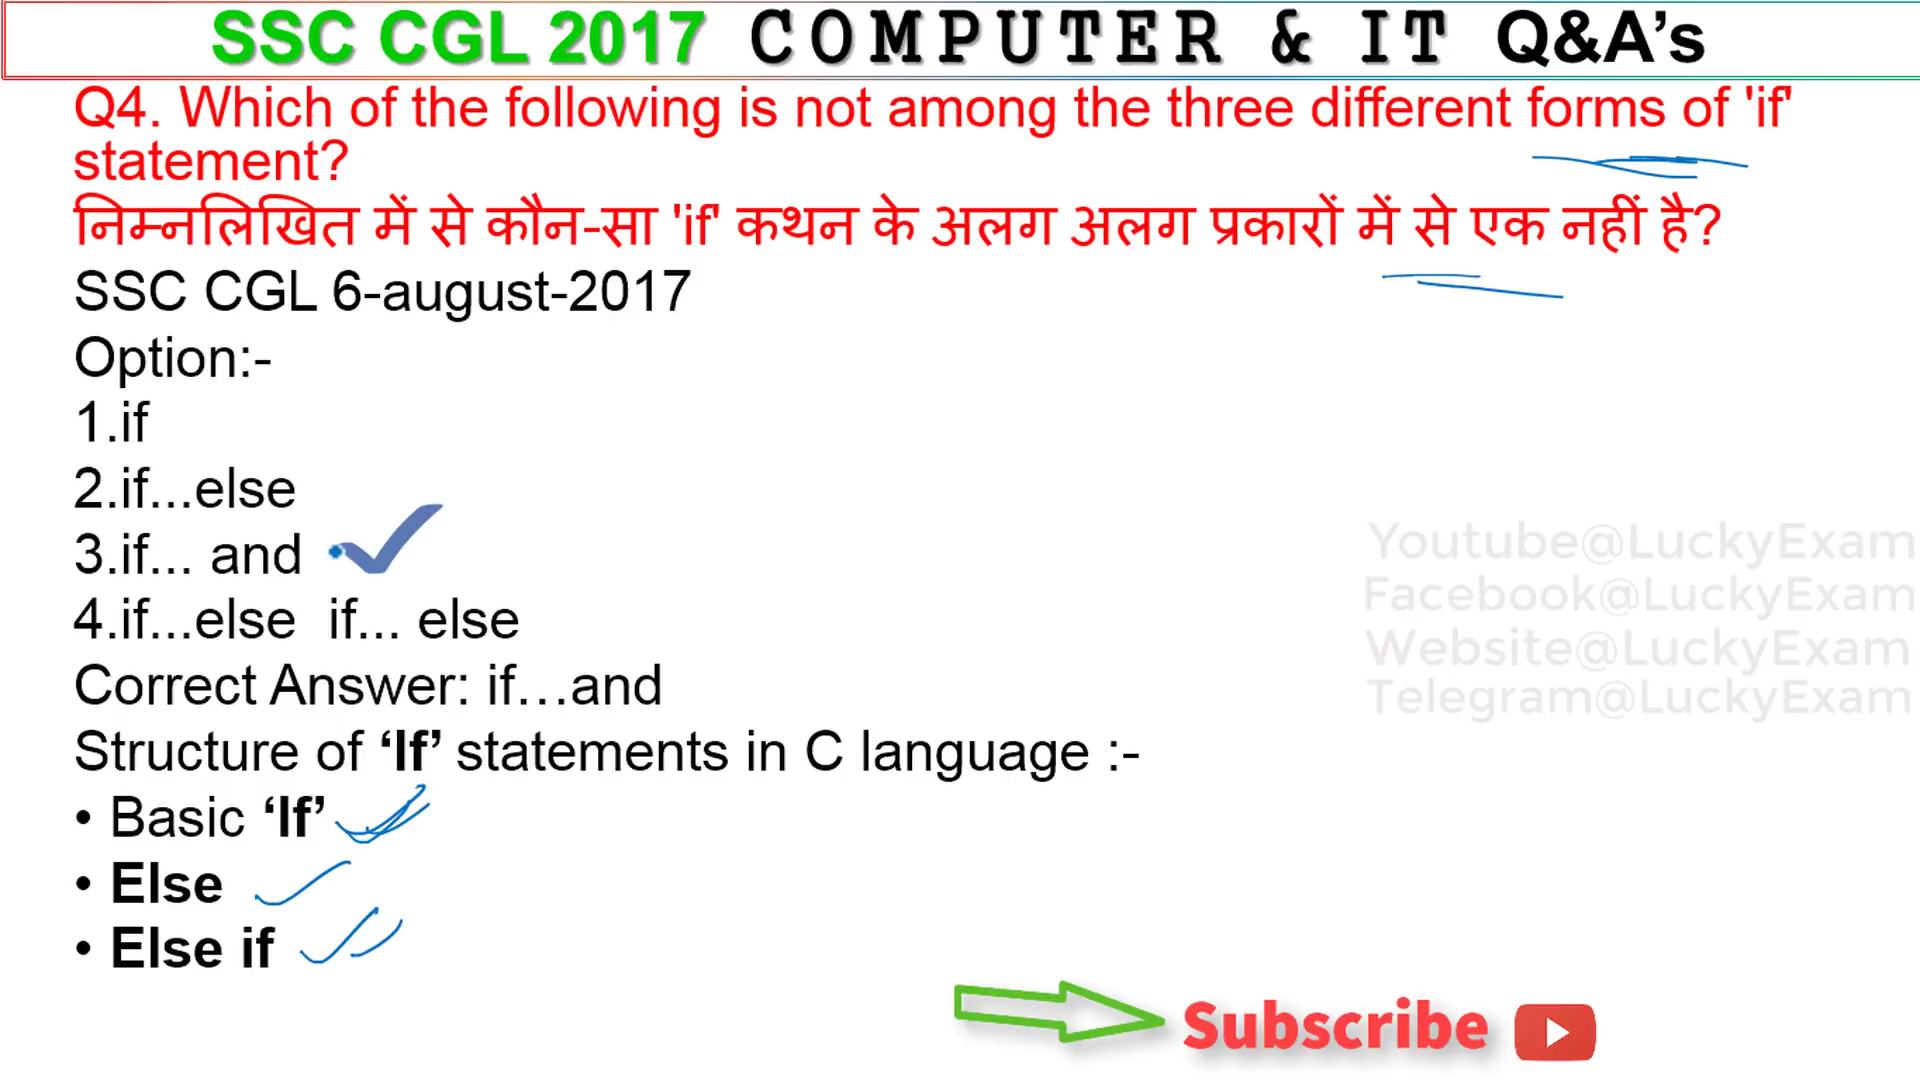 SSC CGL 2017 COMPUTER & IT Q&A’s
Q4. Which of the following is not among the three different forms of 'if'
statement?
निम्नलिखित में से कौन-सा 'if' कथन के अलग अलग प्रकारों में से एक नहीं है?
SSC CGL 6-august-2017
Option:-
1.if
2.if...else
3.if... and
4.if...else if... else
Correct Answer: if…and
Structure of ‘If’ statements in C language :-
• Basic ‘If’
• Else
• Else if
Youtube@LuckyExam
Facebook@LuckyExam
Website@LuckyExam
Telegram@LuckyExam
Subscribe